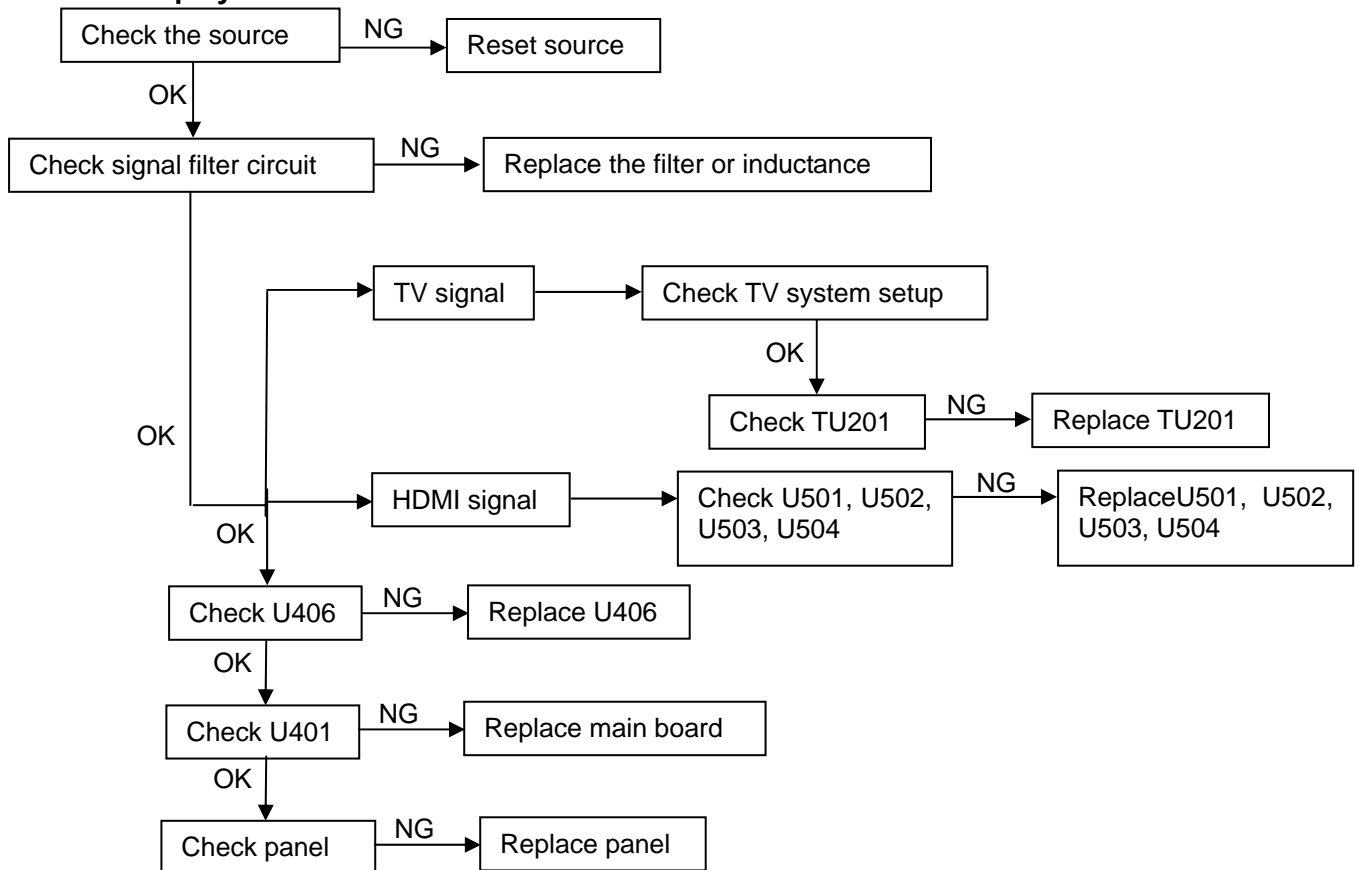 Check the source
NG
Reset source
OK
Check signal filter circuit
NG
Replace the filter or inductance
TV signal
Check TV system setup
OK
Check TU201
NG
Replace TU201
OK
HDMI signal
Check U501, U502,
U503, U504
NG
ReplaceU501, U502,
U503, U504
OK
Check U406
NG
Replace U406
OK
Check U401
NG
Replace main board
OK
Check panel
NG
Replace panel